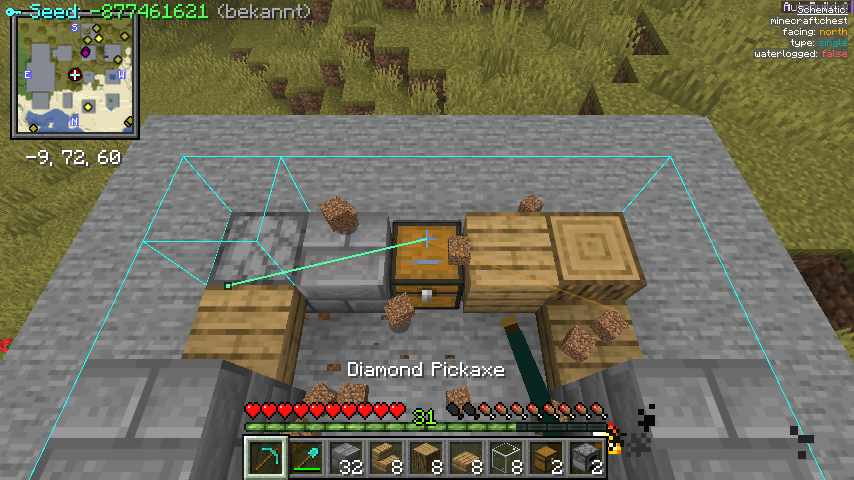 Seed: -877461621 (bekannt)
Schematic
minecraft:chest
facing: north
type: single
waterlogged: false
S
E
W
N
-9, 72, 60
Diamond Pickaxe
81
32
8
8
8
8
2
2